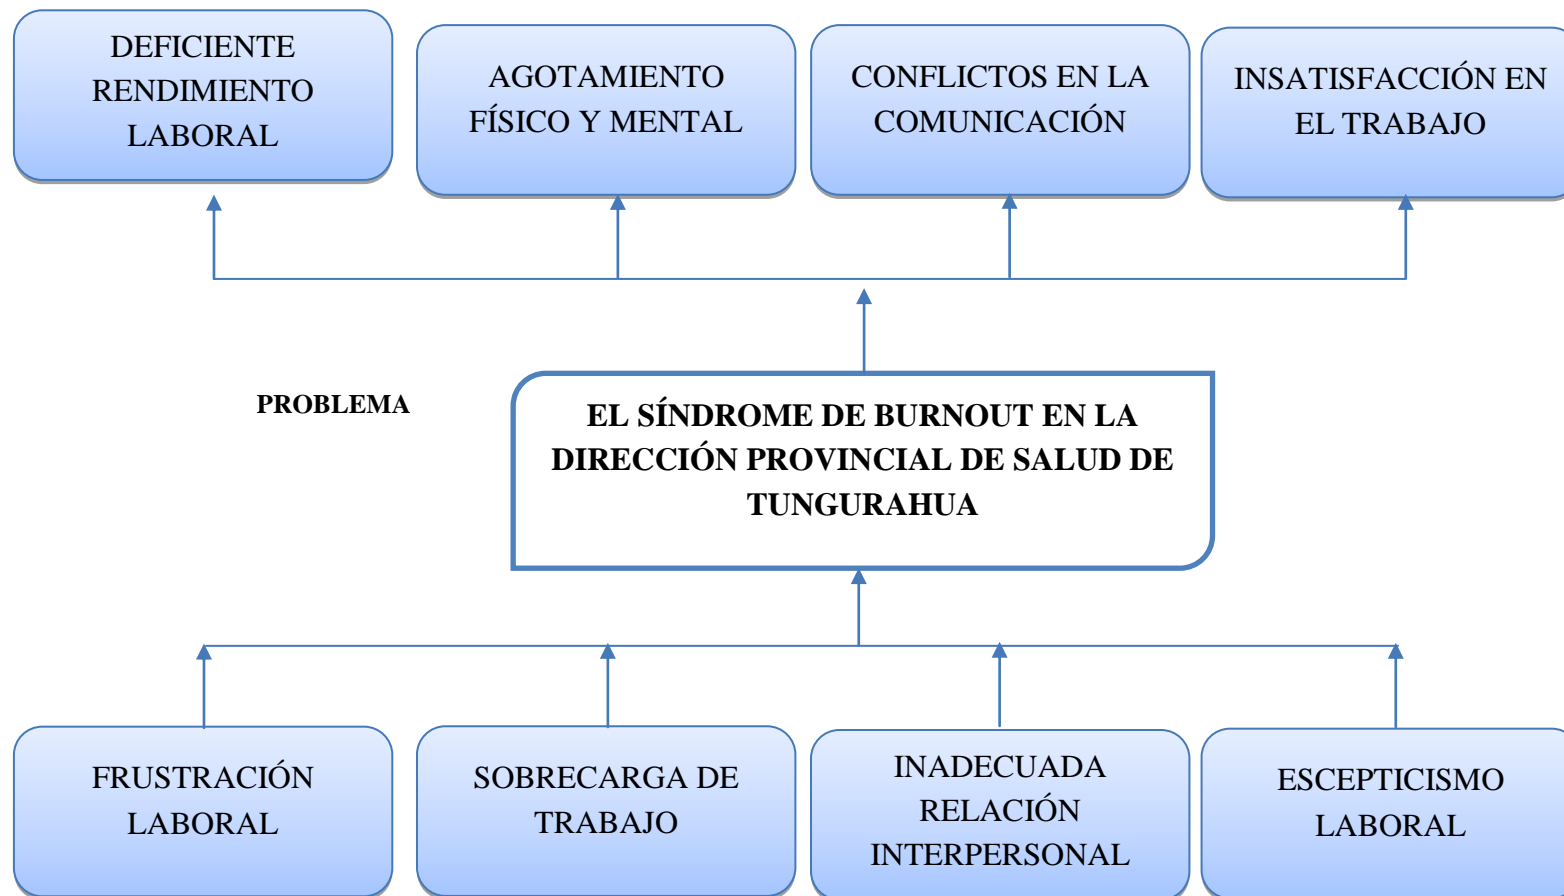 DEFICIENTE
RENDIMIENTO
LABORAL
AGOTAMIENTO
FÍSICO Y MENTAL
CONFLICTOS EN LA
COMUNICACIÓN
INSATISFACCIÓN EN
EL TRABAJO
PROBLEMA
EL SÍNDROME DE BURNOUT EN LA
DIRECCIÓN PROVINCIAL DE SALUD DE
TUNGURAHUA
FRUSTRACIÓN
LABORAL
SOBRECARGA DE
TRABAJO
INADECUADA
RELACIÓN
INTERPERSONAL
ESCEPTICISMO
LABORAL